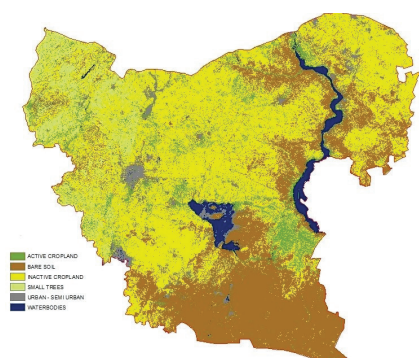 ACTIVE CROPLAND
BARE SOIL
INACTIVE CROPLAND
SMALL TREES
URBAN - SEMI URBAN
WATERBODIES